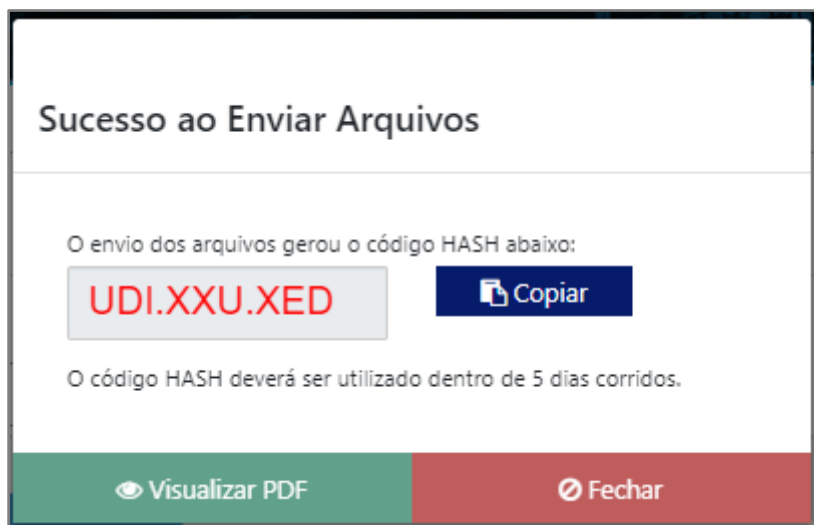 Sucesso ao Enviar Arquivos
O envio dos arquivos gerou o código HASH abaixo:
UDI.XXU.XED
Copiar
O código HASH deverá ser utilizado dentro de 5 dias corridos.
Visualizar PDF
Fechar